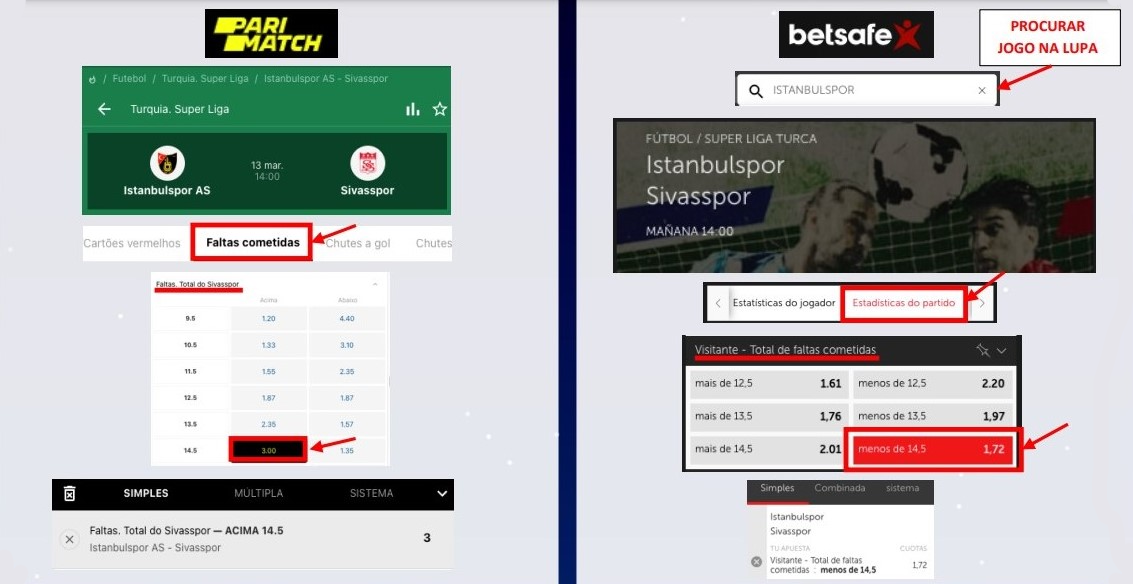 PARI
MATCH
Futebol / Turquia. Super Liga / Istanbulspor AS - Sivasspor
Turquia. Super Liga
Istanbulspor AS
13 mar.
14:00
Sivasspor
Cartões vermelhos
Faltas cometidas
Chutes a gol
Chutes
Faltas. Total do Sivasspor
Acima
Abaixo
9.5 1.20 4.40
10.5 1.33 3.10
11.5 1.55 2.35
12.5 1.87 1.87
13.5 2.35 1.57
14.5 3.00 1.35
SIMPLES MÚLTIPLA SISTEMA
Faltas. Total do Sivasspor — ACIMA 14.5
3
Istanbulspor AS - Sivasspor
betsafe
PROCURAR
JOGO NA LUPA
ISTANBULSPOR
FÚTBOL / SUPER LIGA TURCA
Istanbulspor
Sivasspor
MAÑANA 14:00
Estatísticas do jogador
Estadísticas do partido
Visitante - Total de faltas cometidas
mais de 12,5 1.61 menos de 12,5 2.20
mais de 13,5 1,76 menos de 13,5 1,97
mais de 14,5 2.01 menos de 14,5 1,72
Simples Combinada sistema
Istanbulspor
Sivasspor
TU APUESTA CUOTAS
Visitante - Total de faltas
cometidas : menos de 14,5 1,72